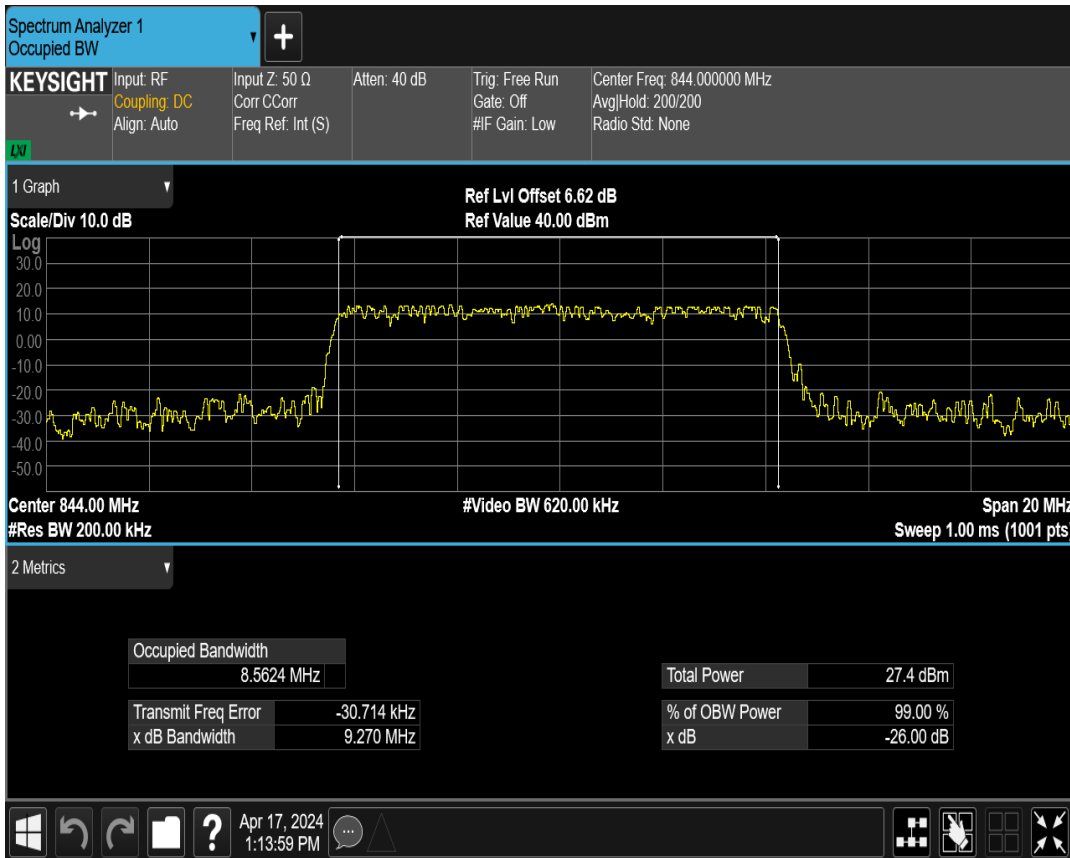 Spectrum Analyzer 1
Occupied BW
+
KEYSIGHT
LXI
Input: RF
Coupling: DC
Align: Auto
Input Z: 50 Ω
Corr CCorr
Freq Ref: Int (S)
Atten: 40 dB
Trig: Free Run
Gate: Off
#IF Gain: Low
Center Freq: 844.000000 MHz
Avg|Hold: 200/200
Radio Std: None
1 Graph
Scale/Div 10.0 dB
Ref Lvl Offset 6.62 dB
Ref Value 40.00 dBm
Log
30.0
20.0
10.0
0.00
-10.0
-20.0
-30.0
-40.0
-50.0
Center 844.00 MHz
#Video BW 620.00 kHz
Span 20 MHz
#Res BW 200.00 kHz
Sweep 1.00 ms (1001 pts)
2 Metrics
Occupied Bandwidth
8.5624 MHz
Total Power 27.4 dBm
Transmit Freq Error -30.714 kHz
% of OBW Power 99.00 %
x dB Bandwidth 9.270 MHz
x dB -26.00 dB
?
Apr 17, 2024
1:13:59 PM